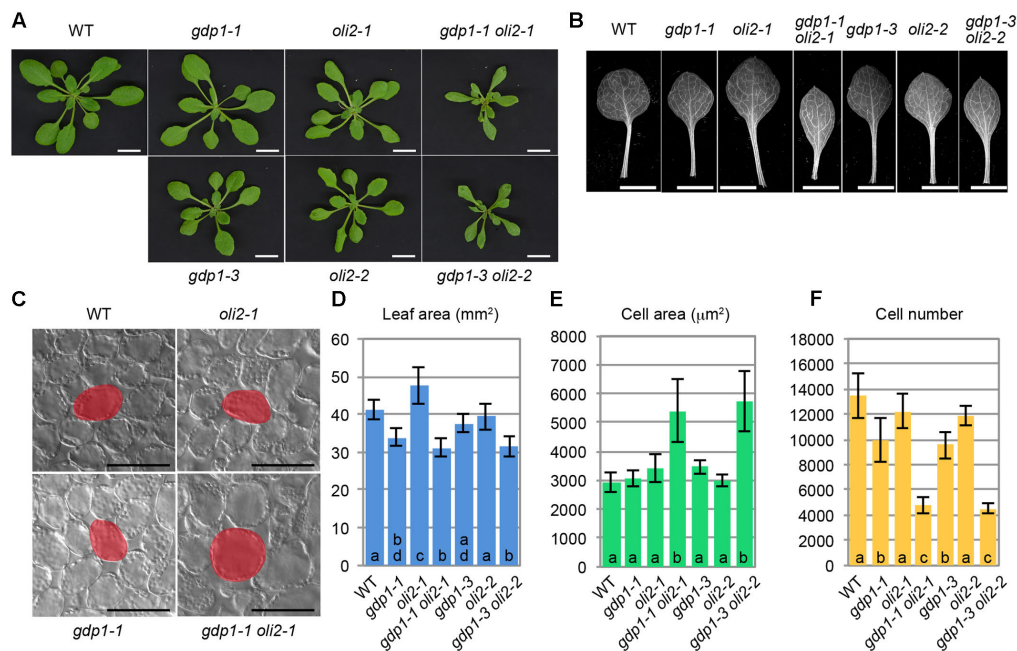 A
WT
gdp1-1
oli2-1
gdp1-1 oli2-1
gdp1-3
oli2-2
gdp1-3 oli2-2
B
WT
gdp1-1
oli2-1
gdp1-1
oli2-1
gdp1-3
oli2-2
gdp1-3
oli2-2
C
WT
oli2-1
gdp1-1
gdp1-1 oli2-1
D
Leaf area (mm²)
60
50
40
30
20
10
0
a
b
d
c
b
a
d
a
b
WT
gdp1-1
oli2-1
gdp1-1 oli2-1
gdp1-3
oli2-2
gdp1-3 oli2-2
E
Cell area (μm²)
8000
7000
6000
5000
4000
3000
2000
1000
0
a a a b a a b
WT
gdp1-1
oli2-1
gdp1-1 oli2-1
gdp1-3
oli2-2
gdp1-3 oli2-2
F
Cell number
18000
16000
14000
12000
10000
8000
6000
4000
2000
0
a b a c b a c
WT
gdp1-1
oli2-1
gdp1-1 oli2-1
gdp1-3
oli2-2
gdp1-3 oli2-2